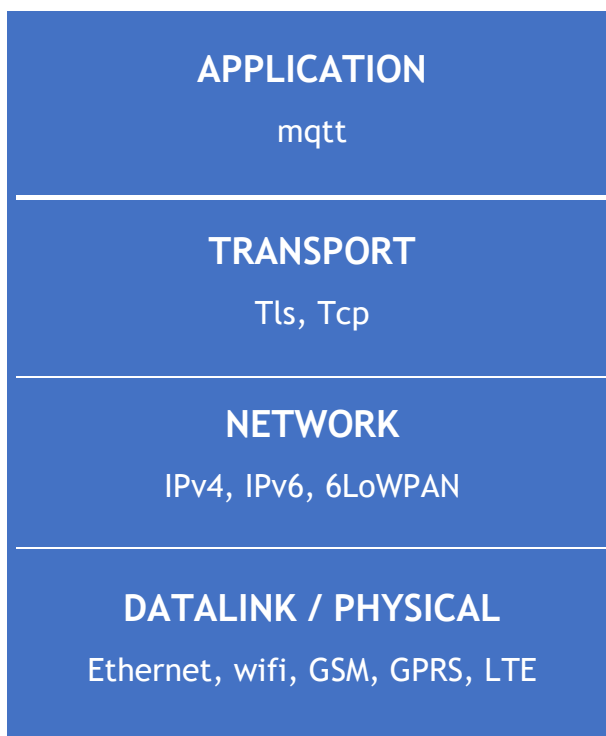 APPLICATION
mqtt
TRANSPORT
Tls, Tcp
NETWORK
IPv4, IPv6, 6LoWPAN
DATALINK / PHYSICAL
Ethernet, wifi, GSM, GPRS, LTE